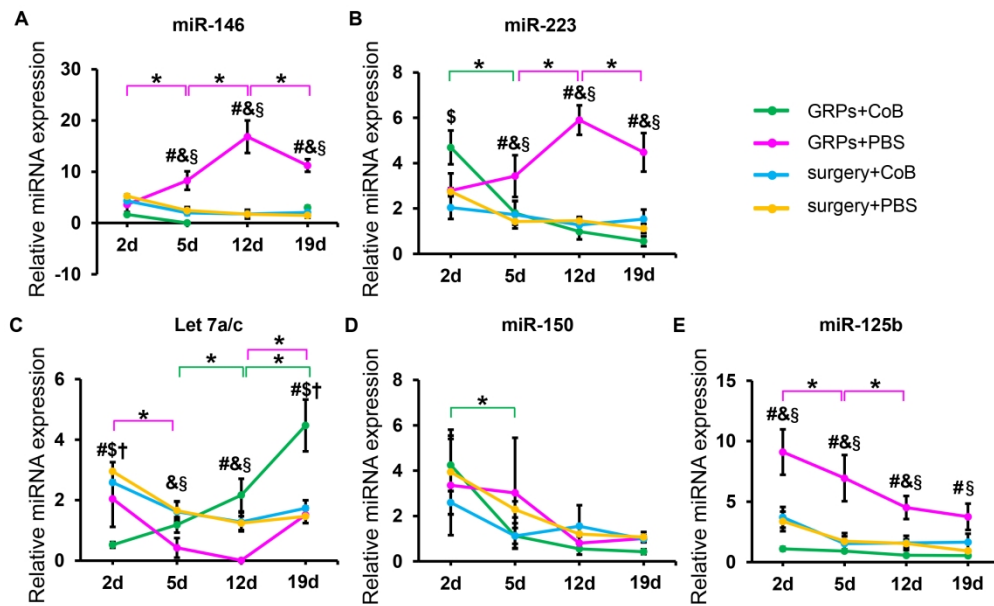 A
miR-146
Relative miRNA expression
30
20
10
0
-10
* * *
#&§
#&§
#&§
2d 5d 12d 19d
B
miR-223
Relative miRNA expression
8
6
4
2
0
* * *
$
#&§
#&§
#&§
2d 5d 12d 19d
GRPs+CoB
GRPs+PBS
surgery+CoB
surgery+PBS
C
Let 7a/c
Relative miRNA expression
6
4
2
0
*
* *
*
#$†
&§
#&§
#$†
2d 5d 12d 19d
D
miR-150
Relative miRNA expression
8
6
4
2
0
*
2d 5d 12d 19d
E
miR-125b
Relative miRNA expression
15
10
5
0
* *
#&§
#&§
#&§
#§
2d 5d 12d 19d